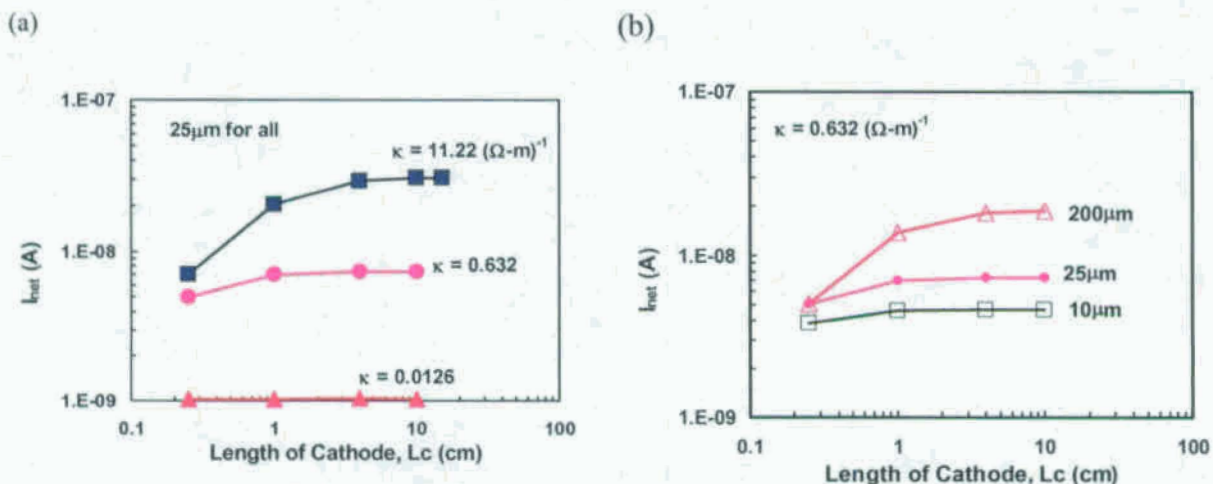 (a)
1.E-07
25μm for all
κ = 11.22 (Ω-m)⁻¹
1.E-08
κ = 0.632
κ = 0.0126
1.E-09
Inet (A)
0.1 1 10 100
Length of Cathode, Lc (cm)
(b)
1.E-07
κ = 0.632 (Ω-m)⁻¹
200μm
1.E-08
25μm
10μm
1.E-09
Inet (A)
0.1 1 10 100
Length of Cathode, Lc (cm)